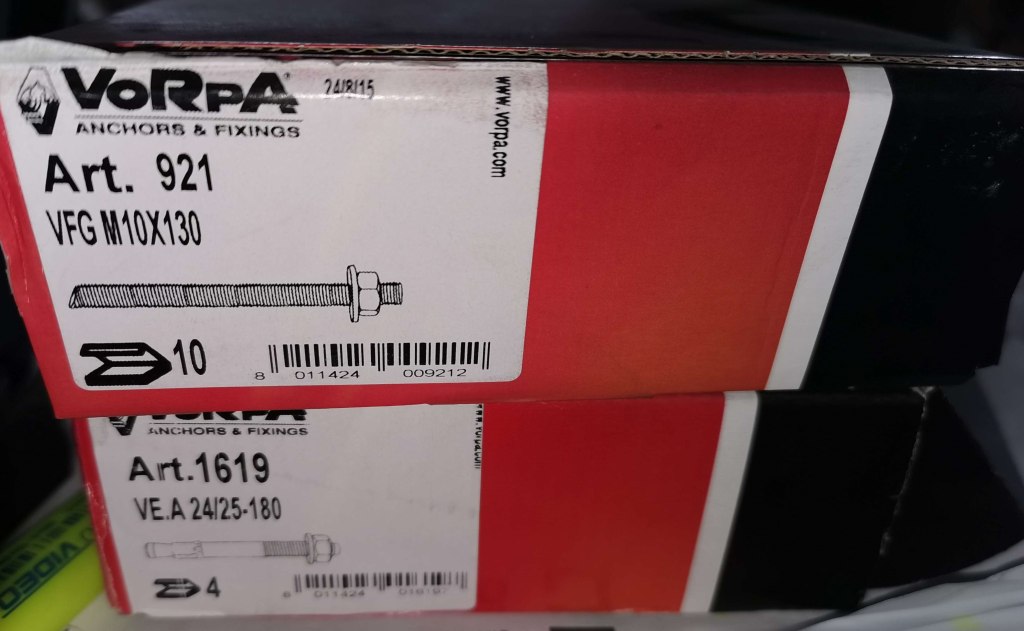 VoRpA® 24/8/15
ANCHORS & FIXINGS
www.vorpa.com
Art. 921
VFG M10X130
10
8 011424 009212
VoRpA
ANCHORS & FIXINGS
Art.1619
VE.A 24/25-180
4
8 011424
VIDEO